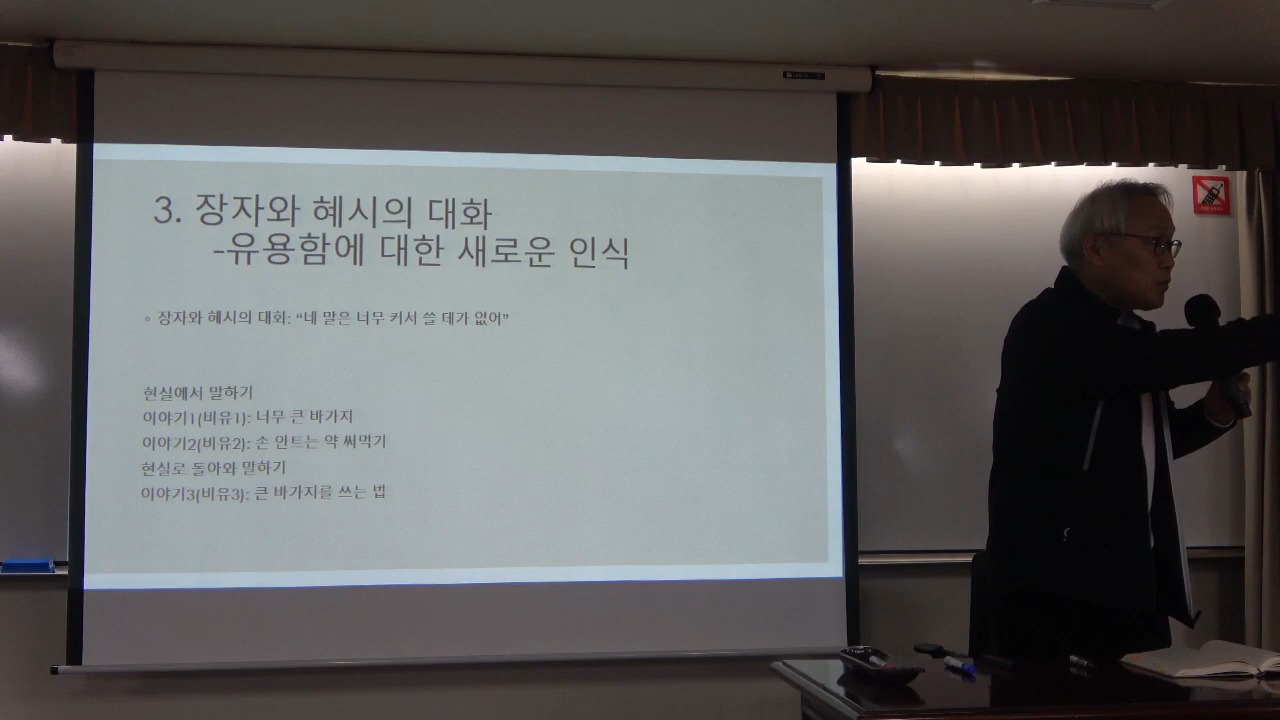 3. 장자와 혜시의 대화
-유용함에 대한 새로운 인식
◦ 장자와 혜시의 대화: “네 말은 너무 커서 쓸 데가 없어”
현실에서 말하기
이야기1(비유1): 너무 큰 바가지
이야기2(비유2): 손 안트는 약 써먹기
현실로 돌아와 말하기
이야기3(비유3): 큰 바가지를 쓰는 법